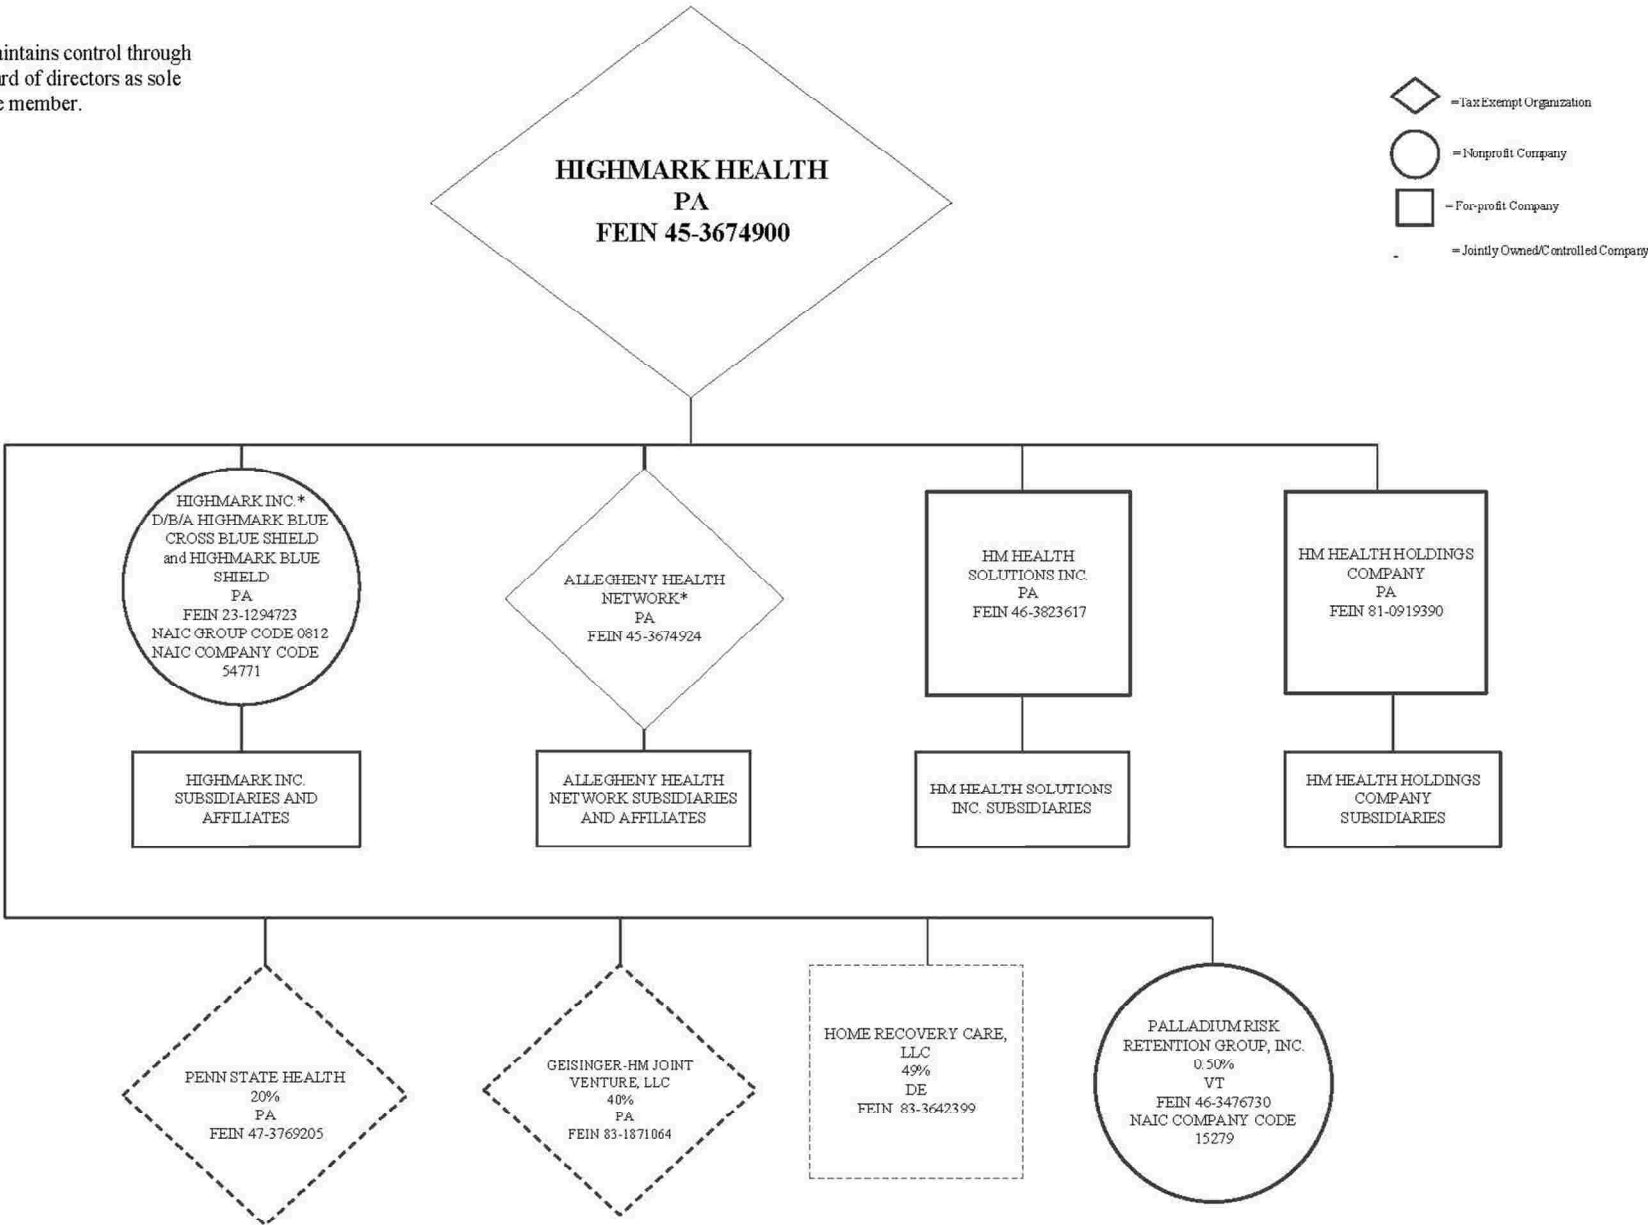 aintains control through
rd of directors as sole
e member.
HIGHMARK HEALTH
PA
FEIN 45-3674900
=Tax Exempt Organization
= Nonprofit Company
= For-profit Company
- = Jointly Owned/Controlled Company
HIGHMARK INC.*
D/B/A HIGHMARK BLUE
CROSS BLUE SHIELD
and HIGHMARK BLUE
SHIELD
PA
FEIN 23-1294723
NAIC GROUP CODE 0812
NAIC COMPANY CODE
54771
ALLEGHENY HEALTH
NETWORK*
PA
FEIN 45-3674924
HM HEALTH
SOLUTIONS INC.
PA
FEIN 46-3823617
HM HEALTH HOLDINGS
COMPANY
PA
FEIN 81-0919390
HIGHMARK INC.
SUBSIDIARIES AND
AFFILIATES
ALLEGHENY HEALTH
NETWORK SUBSIDIARIES
AND AFFILIATES
HM HEALTH SOLUTIONS
INC. SUBSIDIARIES
HM HEALTH HOLDINGS
COMPANY
SUBSIDIARIES
PENN STATE HEALTH
20%
PA
FEIN 47-3769205
GEISINGER-HM JOINT
VENTURE, LLC
40%
PA
FEIN 83-1871064
HOME RECOVERY CARE,
LLC
49%
DE
FEIN 83-3642399
PALLADIUM RISK
RETENTION GROUP, INC.
0.50%
VT
FEIN 46-3476730
NAIC COMPANY CODE
15279